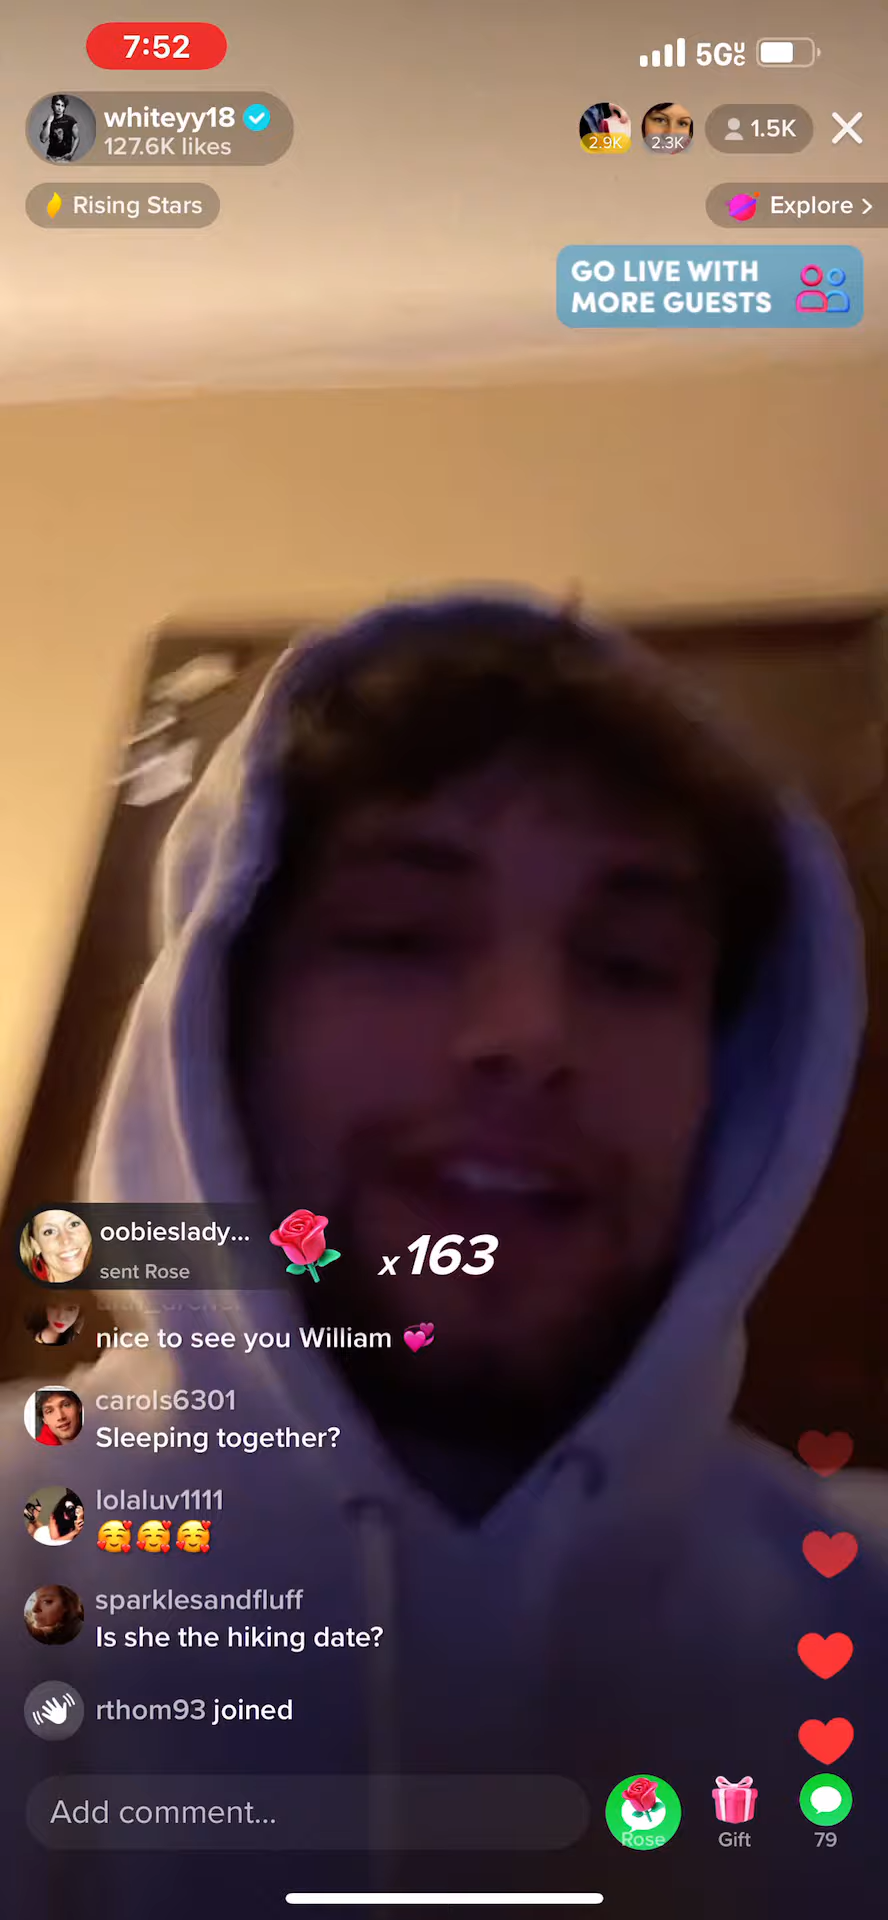 7:52
5G UC
whiteyy18
127.6K likes
2.9K
2.3K
1.5K
Rising Stars
Explore >
GO LIVE WITH
MORE GUESTS
oobieslady...
sent Rose
x 163
nice to see you William 💞
carols6301
Sleeping together?
lolaluv1111
🥰🥰🥰
sparklesandfluff
Is she the hiking date?
rthom93 joined
Add comment...
Rose
Gift
79